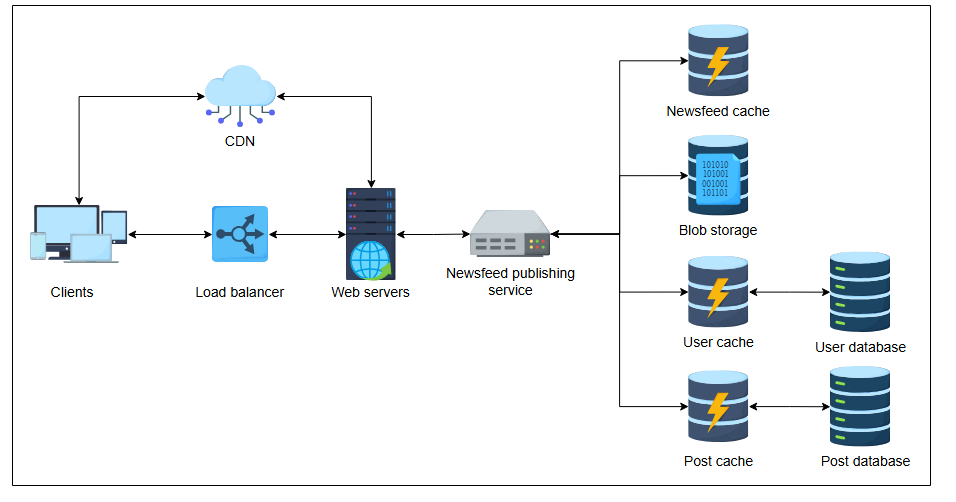 Newsfeed cache
CDN
101010
101001
001001
101101
Blob storage
Clients
Load balancer
Web servers
Newsfeed publishing
service
User cache
User database
Post cache
Post database